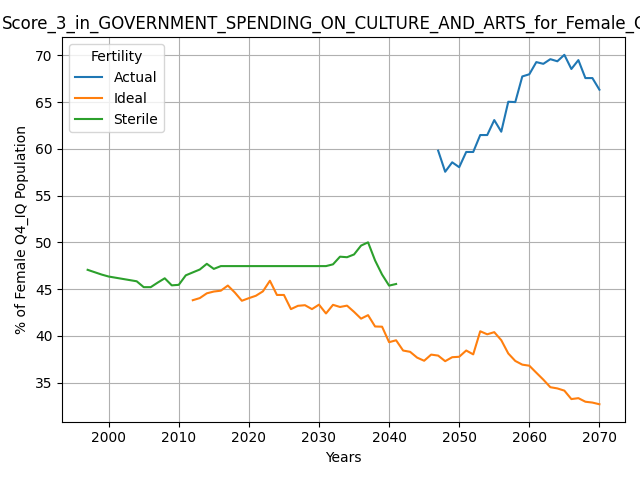 Score_3_in_GOVERNMENT_SPENDING_ON_CULTURE_AND_ARTS_for_Female_
Fertility
Actual
Ideal
Sterile
% of Female Q4_IQ Population
70
65
60
55
50
45
40
35
2000 2010 2020 2030 2040 2050 2060 2070
Years